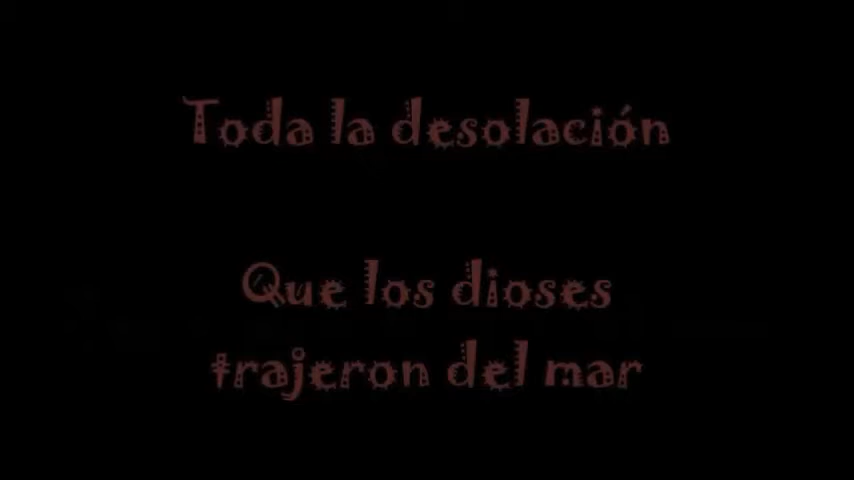 Toda la desolación
Que los dioses
trajeron del mar